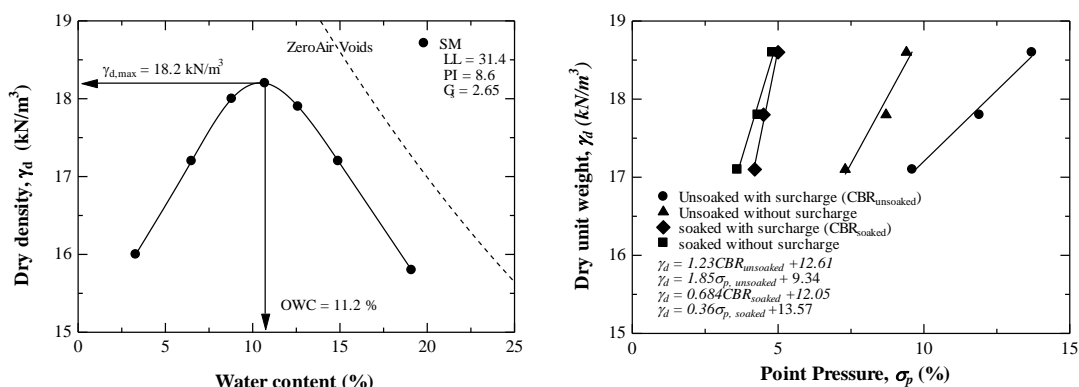 19
18
17
16
15
0
5
10
15
20
25
Dry density, γd (kN/m³)
Water content (%)
ZeroAir Voids
SM
LL = 31.4
PI = 8.6
Gs = 2.65
γd,max = 18.2 kN/m³
OWC = 11.2 %
19
18
17
16
15
0
5
10
15
Dry unit weight, γd (kN/m³)
Point Pressure, σp (%)
Unsoaked with surcharge (CBRunsoaked)
Unsoaked without surcharge
soaked with surcharge (CBRsoaked)
soaked without surcharge
γd = 1.23CBRunsoaked +12.61
γd = 1.85σp, unsoaked + 9.34
γd = 0.684CBRsoaked +12.05
γd = 0.36σp, soaked +13.57